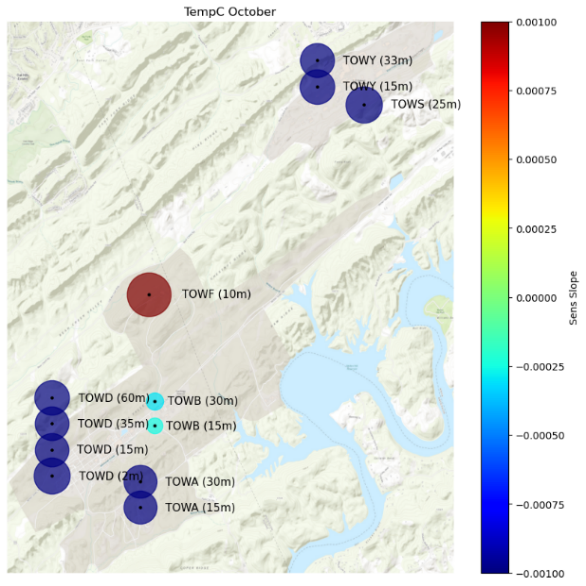 TempC October
TOWY (33m)
TOWY (15m)
TOWS (25m)
TOWF (10m)
TOWD (60m)
TOWB (30m)
TOWD (35m)
TOWB (15m)
TOWD (15m)
TOWD (2m)
TOWA (30m)
TOWA (15m)
0.00100
0.00075
0.00050
0.00025
0.00000
−0.00025
−0.00050
−0.00075
−0.00100
Sens Slope